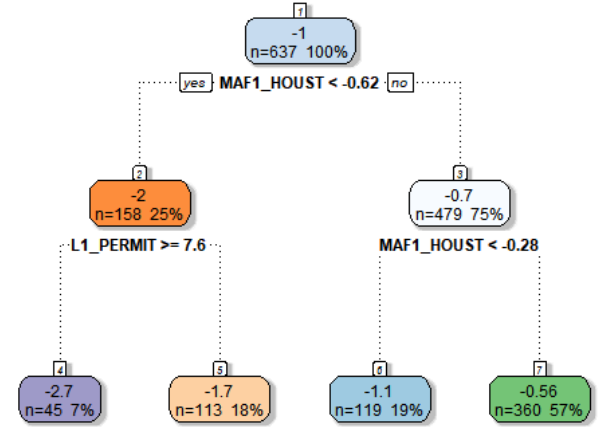 1
-1
n=637 100%
yes MAF1_HOUST < -0.62 no
2
-2
n=158 25%
3
-0.7
n=479 75%
L1_PERMIT >= 7.6
MAF1_HOUST < -0.28
4
-2.7
n=45 7%
5
-1.7
n=113 18%
6
-1.1
n=119 19%
7
-0.56
n=360 57%